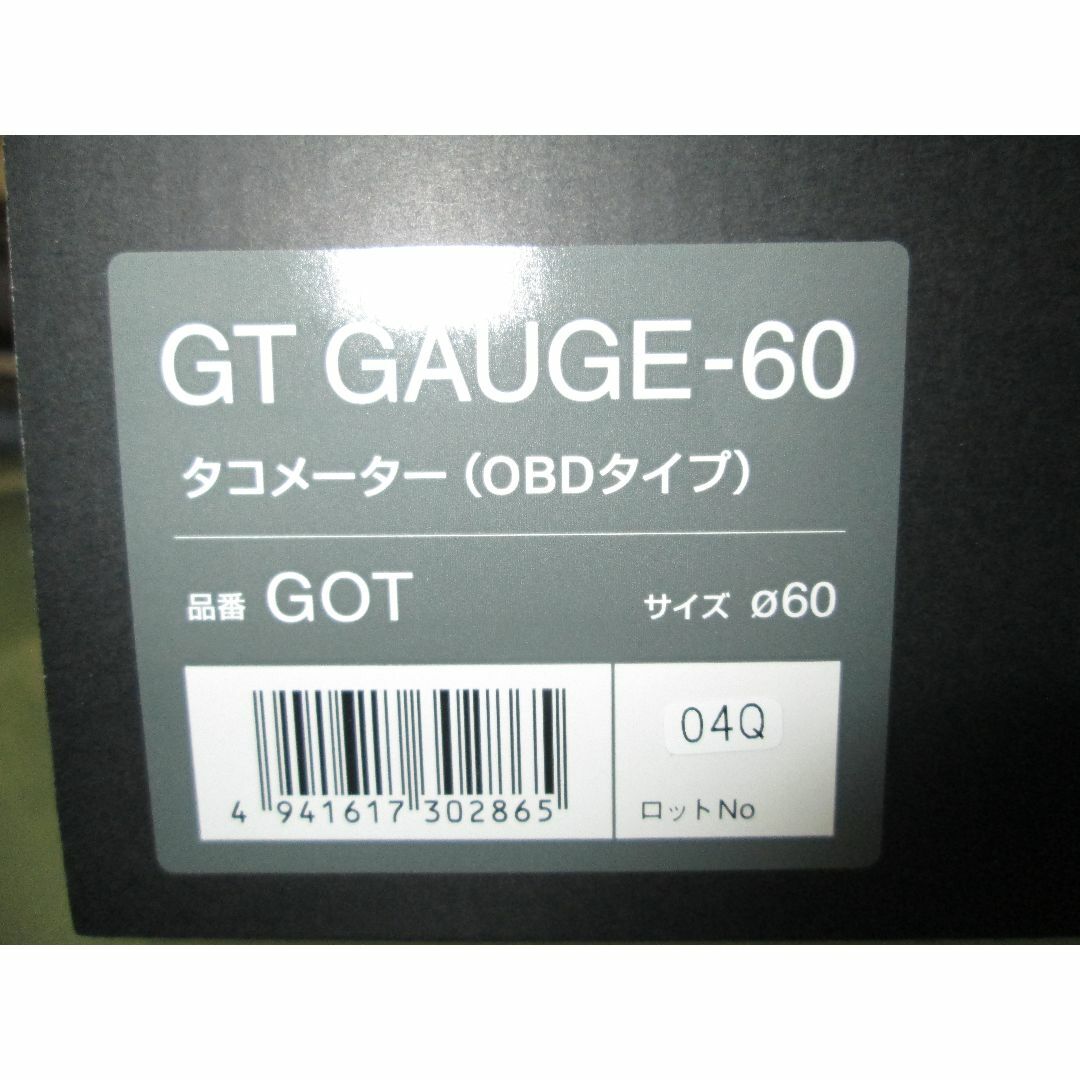 GT GAUGE-60
タコメーター（OBDタイプ）
品番 GOT サイズ ø60
04Q
4 941617 302865
ロットNo